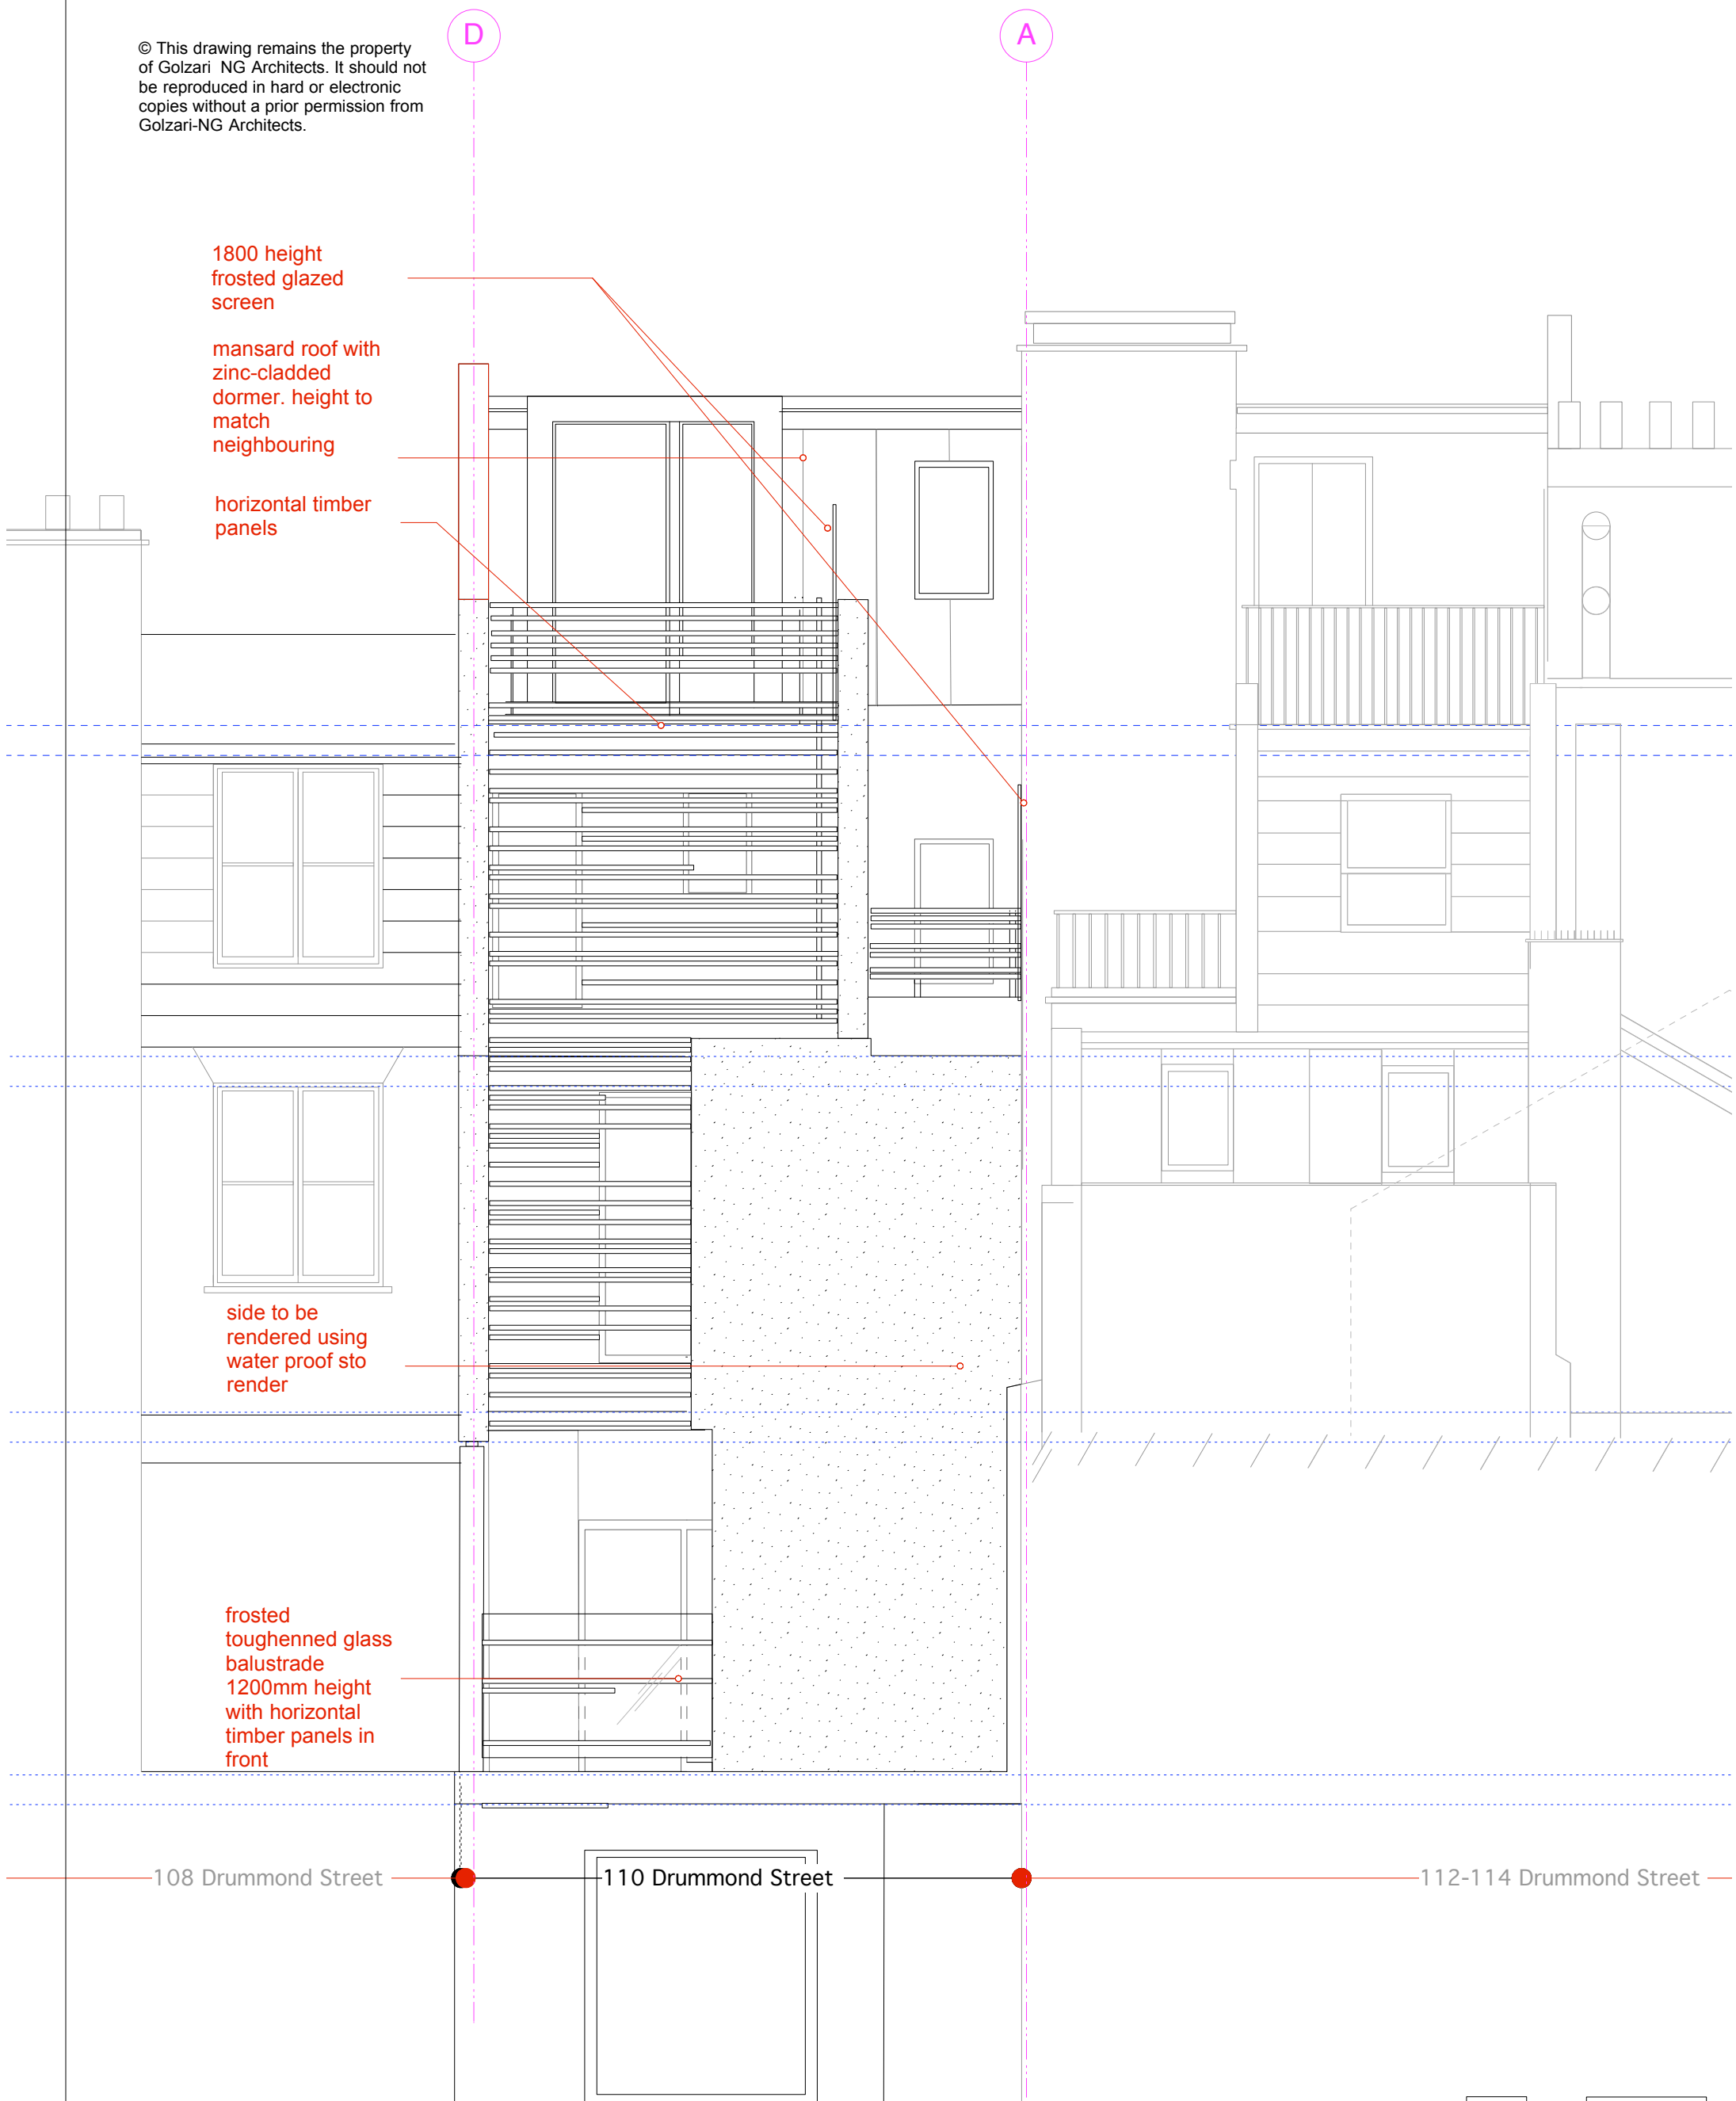 D
A
© This drawing remains the property
of Golzari NG Architects. It should not
be reproduced in hard or electronic
copies without a prior permission from
Golzari-NG Architects.
1800 height
frosted glazed
screen
mansard roof with
zinc-cladded
dormer. height to
match
neighbouring
horizontal timber
panels
side to be
rendered using
water proof sto
render
frosted
toughenned glass
balustrade
1200mm height
with horizontal
timber panels in
front
108 Drummond Street
110 Drummond Street
112-114 Drummond Street